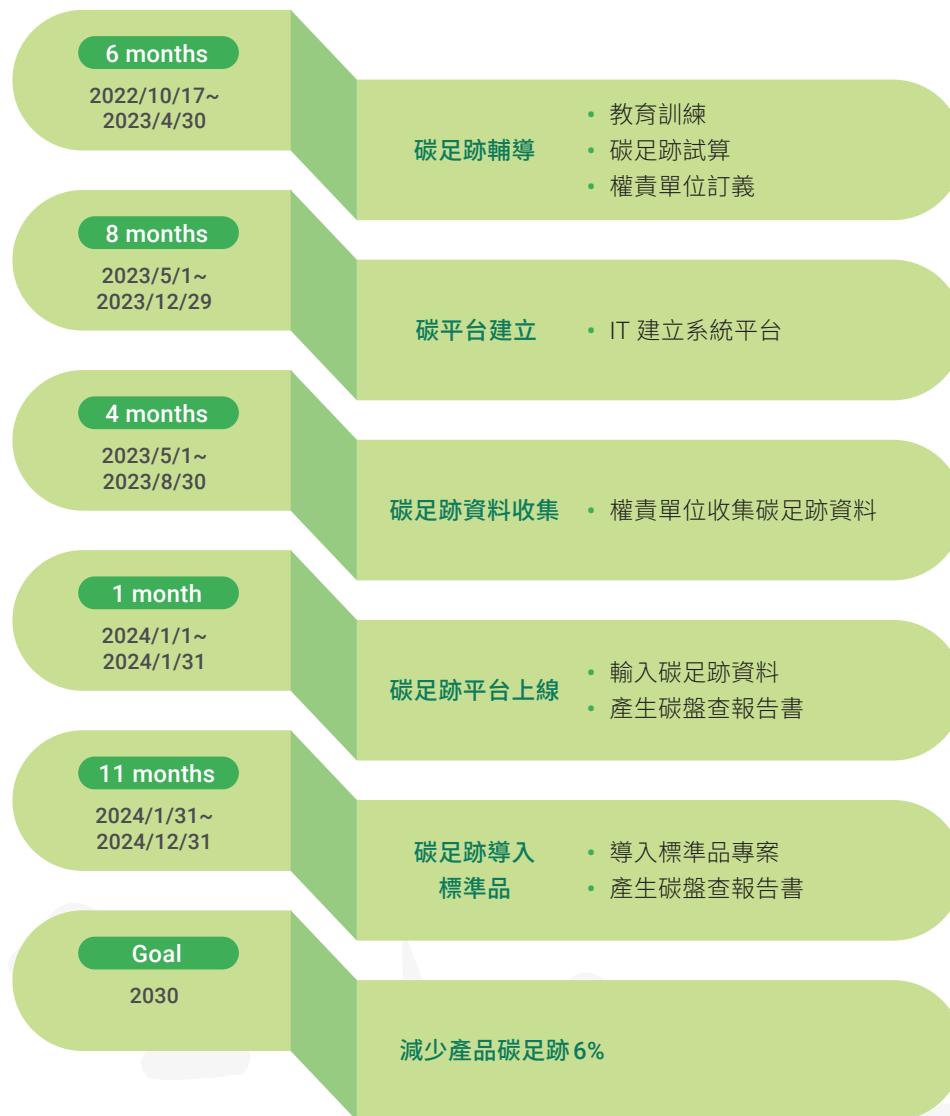 6 months
2022/10/17~
2023/4/30
碳足跡輔導
• 教育訓練
• 碳足跡試算
• 權責單位訂義
8 months
2023/5/1~
2023/12/29
碳平台建立
• IT 建立系統平台
4 months
2023/5/1~
2023/8/30
碳足跡資料收集
• 權責單位收集碳足跡資料
1 month
2024/1/1~
2024/1/31
碳足跡平台上線
• 輸入碳足跡資料
• 產生碳盤查報告書
11 months
2024/1/31~
2024/12/31
碳足跡導入
標準品
• 導入標準品專案
• 產生碳盤查報告書
Goal
2030
減少產品碳足跡6%